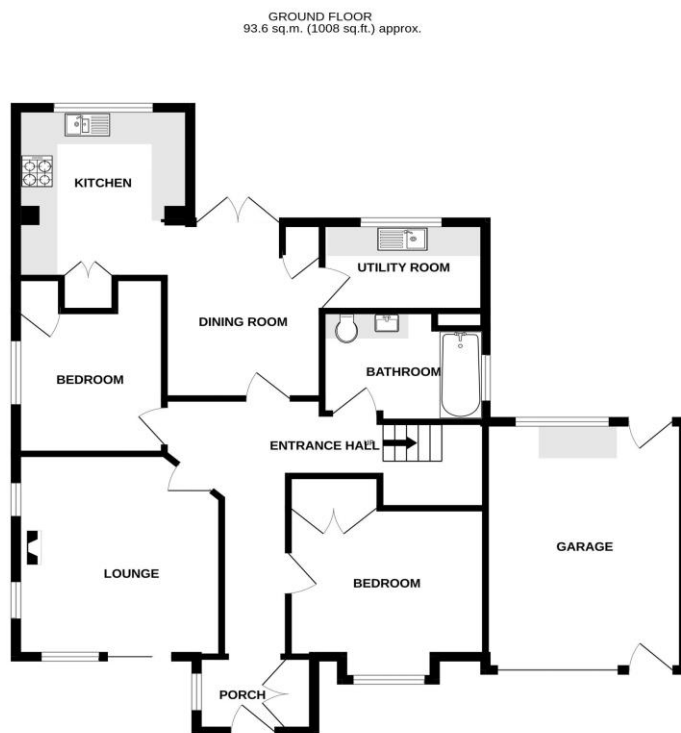 GROUND FLOOR
93.6 sq.m. (1008 sq.ft.) approx.
KITCHEN
UTILITY ROOM
DINING ROOM
BATHROOM
BEDROOM
ENTRANCE HALL
GARAGE
LOUNGE
BEDROOM
PORCH